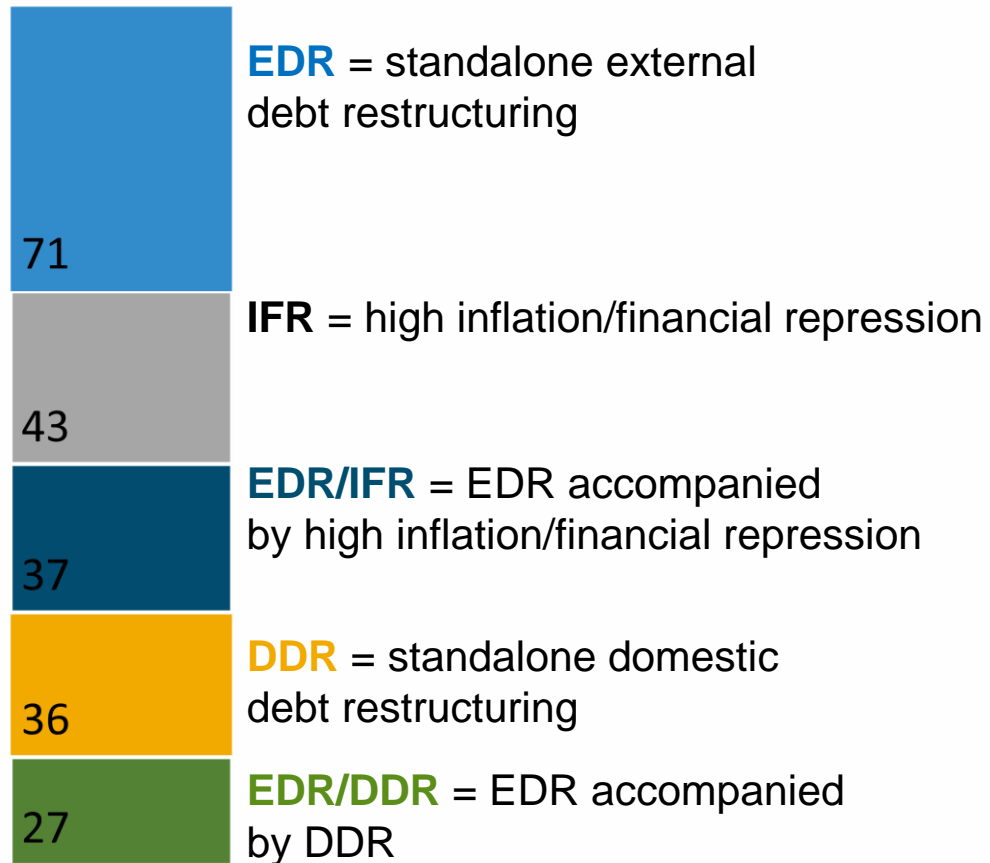 EDR = standalone external
debt restructuring
71
IFR = high inflation/financial repression
43
EDR/IFR = EDR accompanied
by high inflation/financial repression
37
DDR = standalone domestic
debt restructuring
36
EDR/DDR = EDR accompanied
by DDR
27